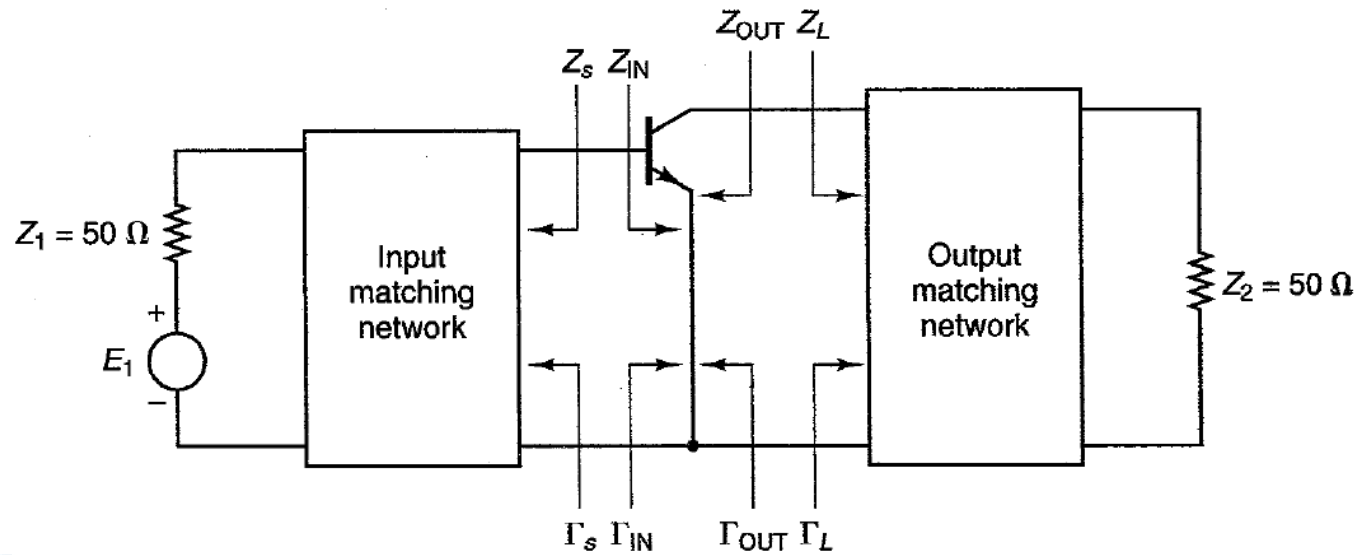 Z_OUT Z_L
Z_s Z_IN
Z_1 = 50 Ω
Input
matching
network
Output
matching
network
Z_2 = 50 Ω
+
E_1
−
Γ_s Γ_IN
Γ_OUT Γ_L